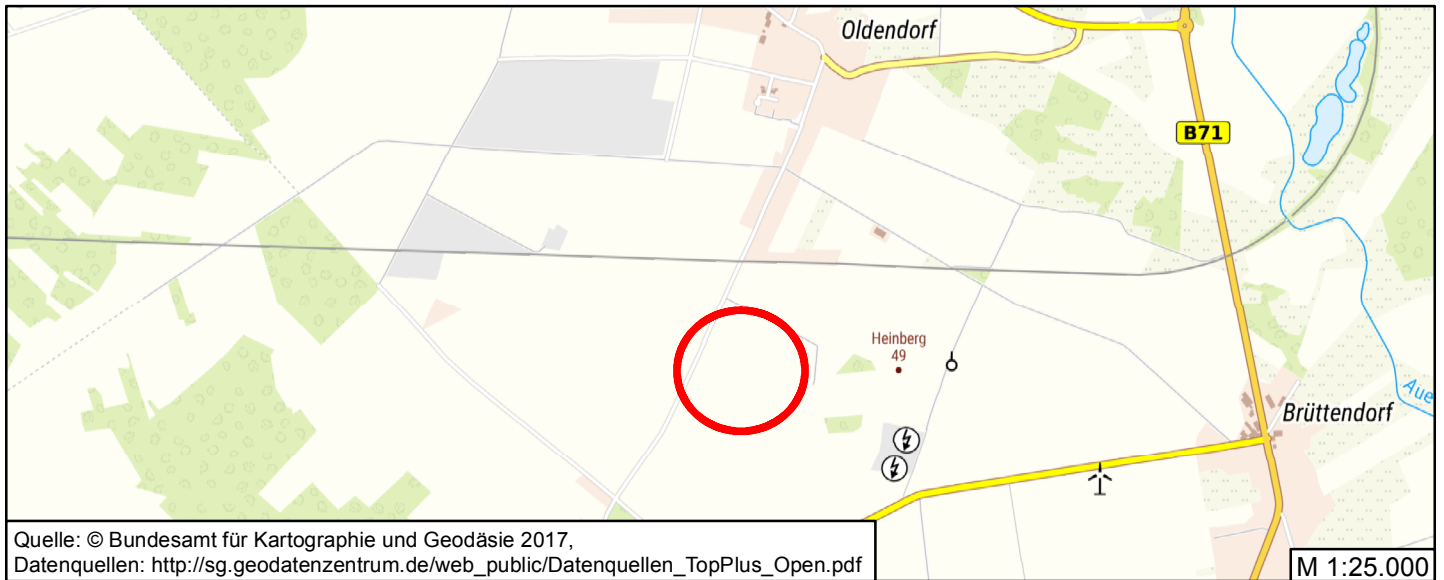 Oldendorf
B71
Heinberg
49
Brüttendorf
Aue
Quelle: © Bundesamt für Kartographie und Geodäsie 2017,
Datenquellen: http://sg.geodatenzentrum.de/web_public/Datenquellen_TopPlus_Open.pdf
M 1:25.000